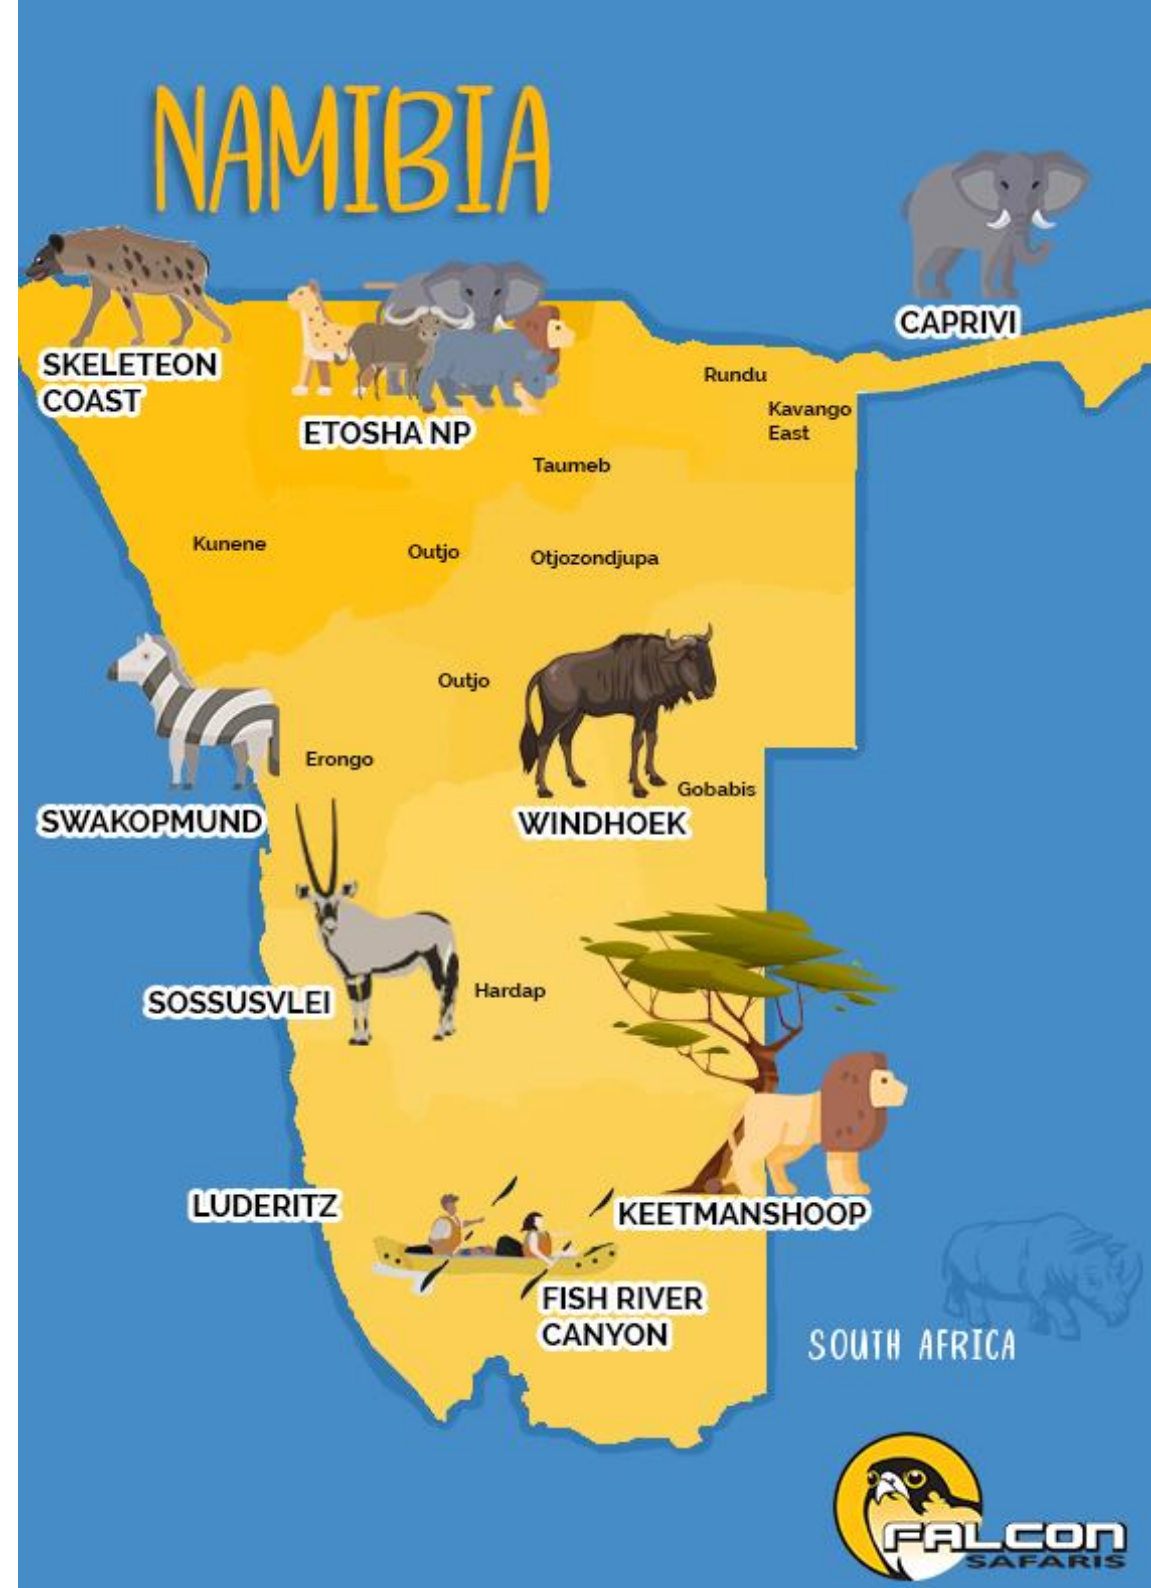 NAMIBIA
CAPRIVI
SKELETEON
COAST
ETOSHA NP
Rundu
Kavango
East
Taumeb
Kunene
Outjo
Otjozondjupa
Outjo
Erongo
Gobabis
SWAKOPMUND
WINDHOEK
SOSSUSVLEI
Hardap
LUDERITZ
KEETMANSHOOP
FISH RIVER
CANYON
SOUTH AFRICA
FALCON
SAFARIS